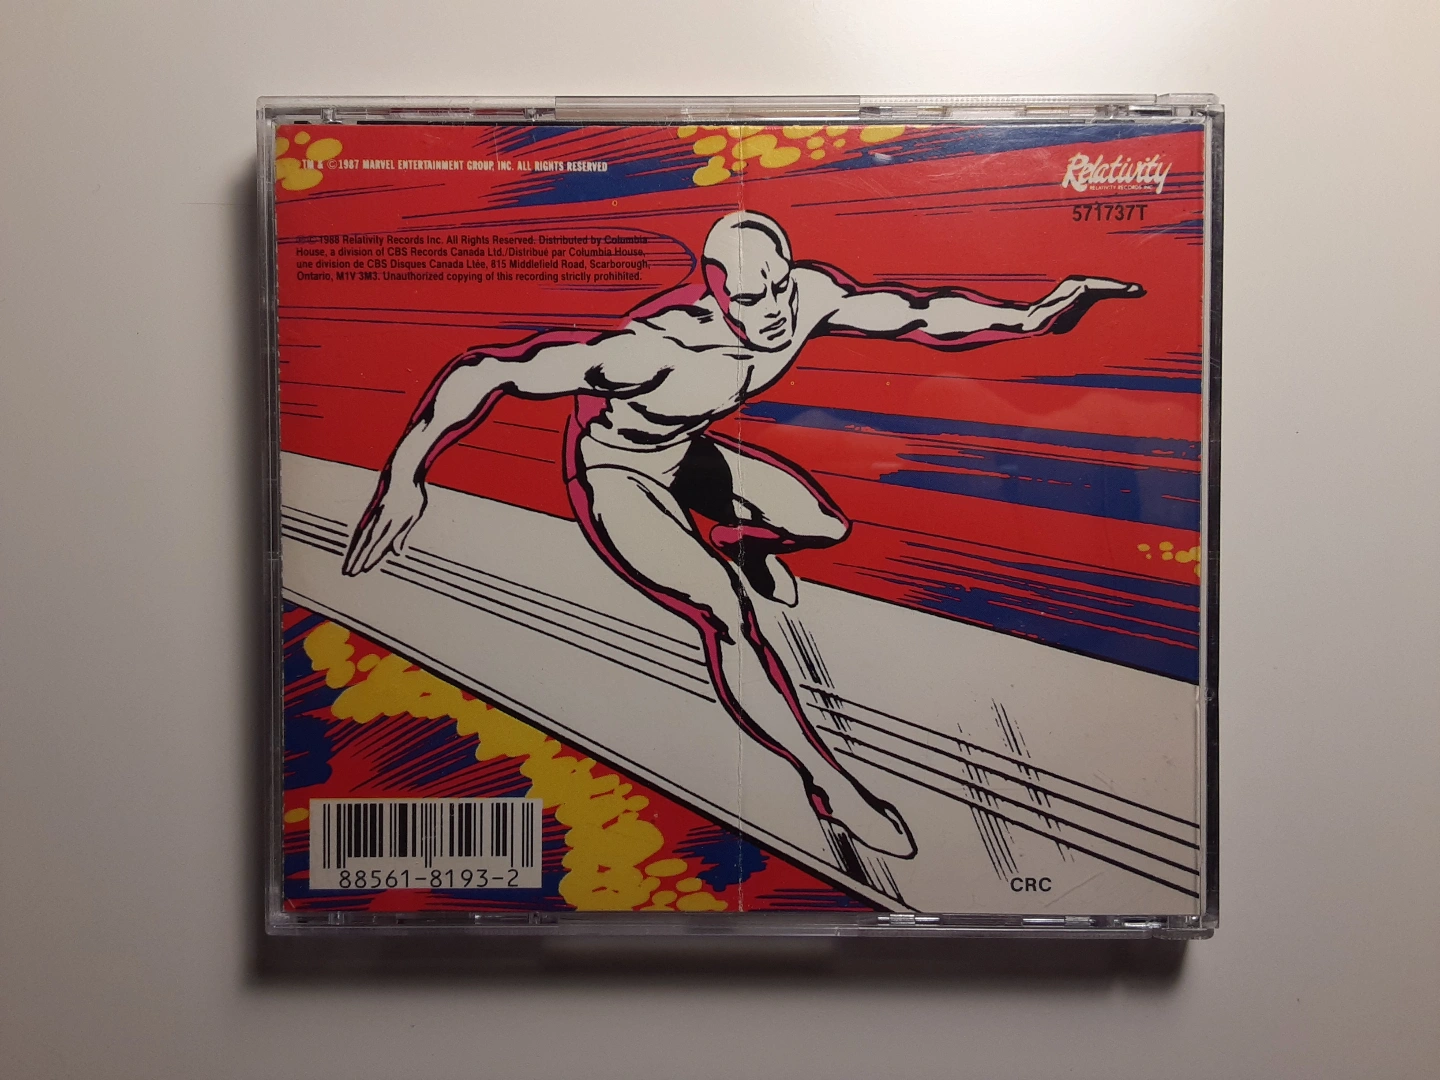 TM & ©1987 MARVEL ENTERTAINMENT GROUP, INC. ALL RIGHTS RESERVED
Relativity
RELATIVITY RECORDS INC.
571737T
℗ © 1988 Relativity Records Inc. All Rights Reserved. Distributed by Columbia
House, a division of CBS Records Canada Ltd./Distribué par Columbia House,
une division de CBS Disques Canada Ltée, 815 Middlefield Road, Scarborough,
Ontario, M1V 3M3. Unauthorized copying of this recording strictly prohibited.
88561-8193-2
CRC